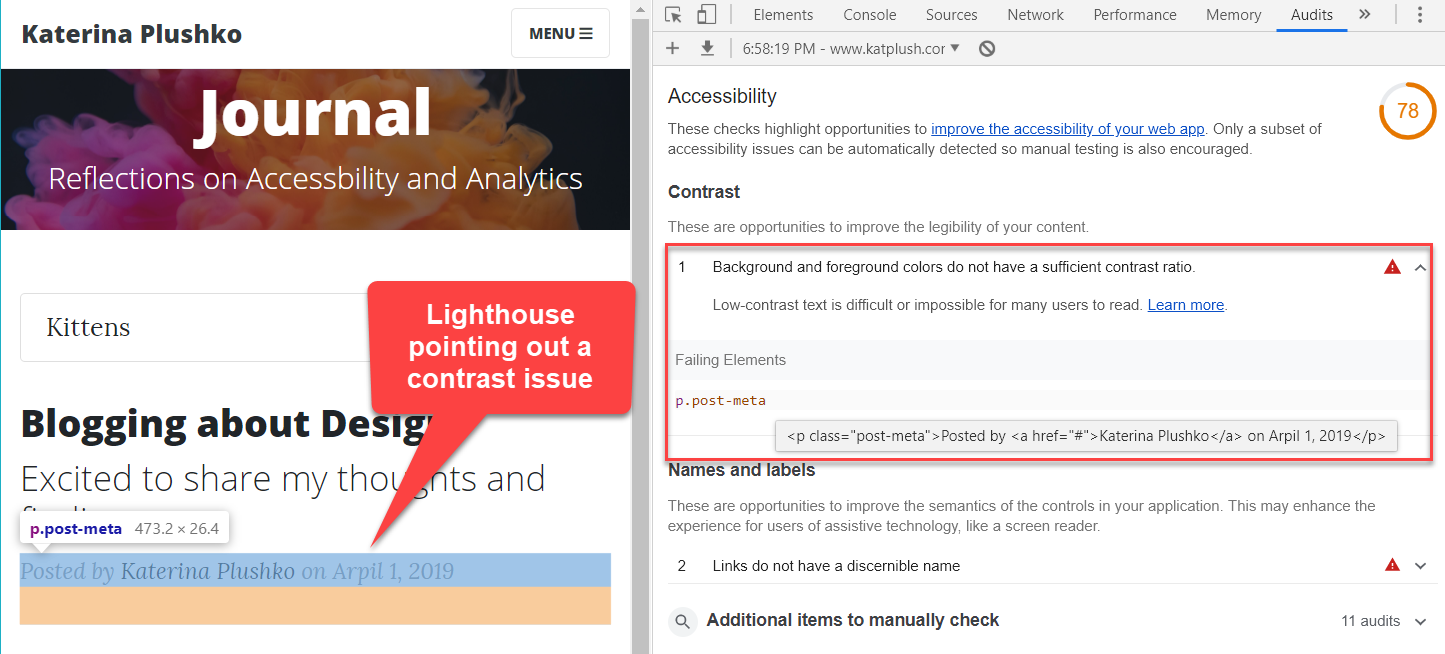 Katerina Plushko
MENU
Journal
Reflections on Accessbility and Analytics
Kittens
Lighthouse
pointing out a
contrast issue
Blogging about Desig
Excited to share my thoughts and
p.post-meta 473.2 × 26.4
Posted by Katerina Plushko on Arpil 1, 2019
Elements Console Sources Network Performance Memory Audits
6:58:19 PM - www.katplush.cor
Accessibility
78
These checks highlight opportunities to improve the accessibility of your web app. Only a subset of
accessibility issues can be automatically detected so manual testing is also encouraged.
Contrast
These are opportunities to improve the legibility of your content.
1 Background and foreground colors do not have a sufficient contrast ratio.
Low-contrast text is difficult or impossible for many users to read. Learn more.
Failing Elements
p.post-meta
<p class="post-meta">Posted by <a href="#">Katerina Plushko</a> on Arpil 1, 2019</p>
Names and labels
These are opportunities to improve the semantics of the controls in your application. This may enhance the
experience for users of assistive technology, like a screen reader.
2 Links do not have a discernible name
Additional items to manually check 11 audits